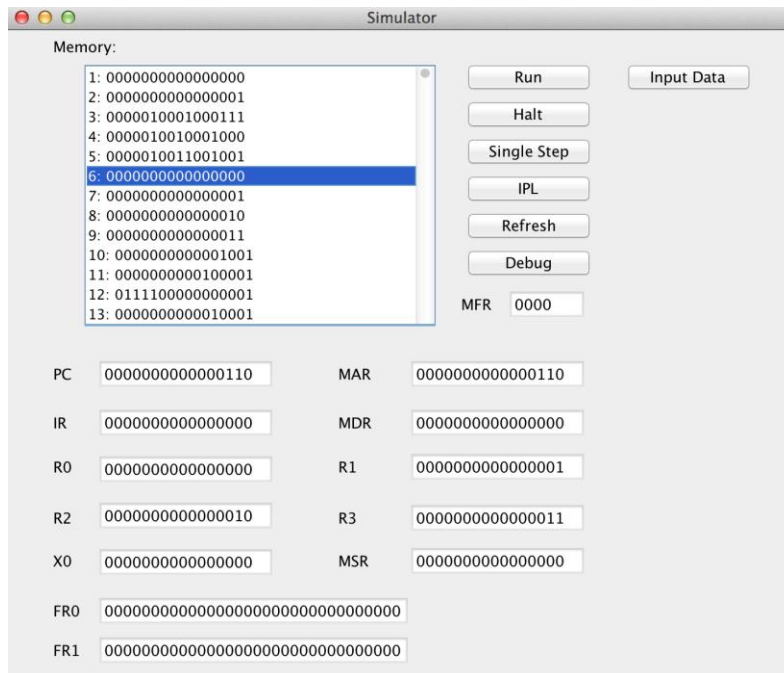 Simulator
Memory:
1: 0000000000000000
2: 0000000000000001
3: 0000010001000111
4: 0000010010001000
5: 0000010011001001
6: 0000000000000000
7: 0000000000000001
8: 0000000000000010
9: 0000000000000011
10: 0000000000001001
11: 0000000000100001
12: 0111100000000001
13: 0000000000010001
Run Input Data
Halt
Single Step
IPL
Refresh
Debug
MFR 0000
PC 0000000000000110 MAR 0000000000000110
IR 0000000000000000 MDR 0000000000000000
R0 0000000000000000 R1 0000000000000001
R2 0000000000000010 R3 0000000000000011
X0 0000000000000000 MSR 0000000000000000
FR0 00000000000000000000000000000000
FR1 00000000000000000000000000000000